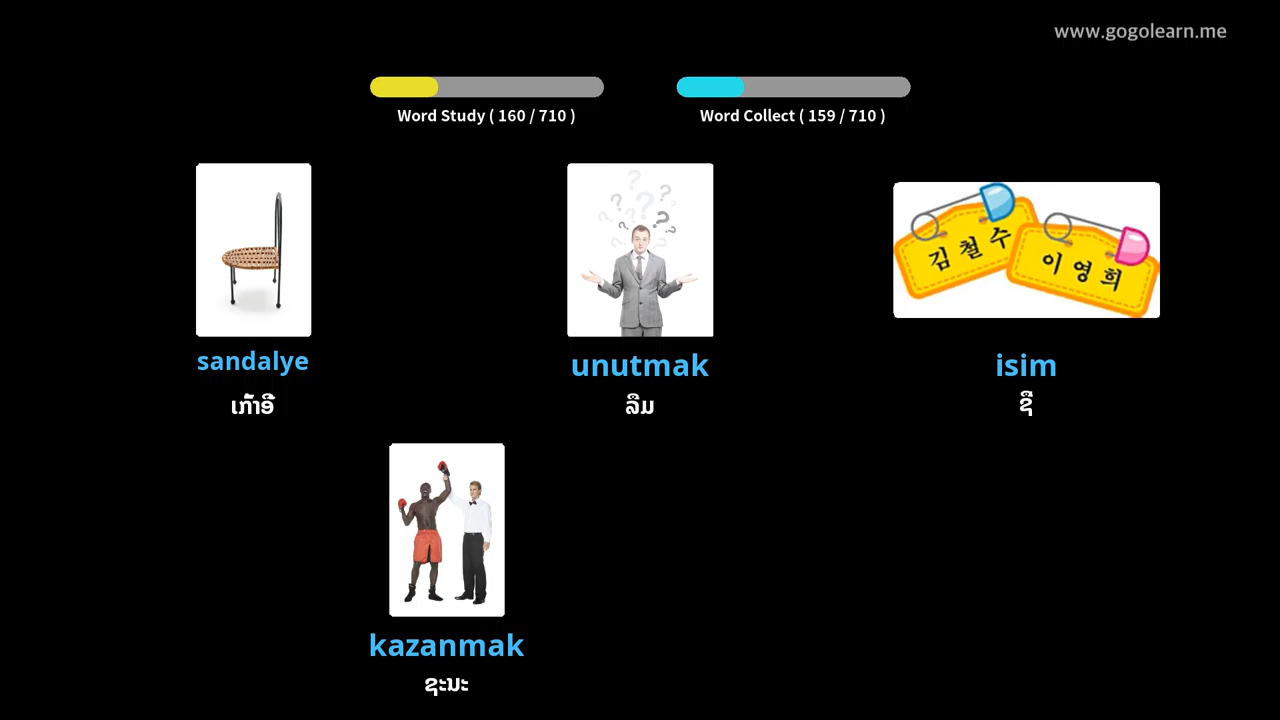 www.gogolearn.me
Word Study ( 160 / 710 )
Word Collect ( 159 / 710 )
김철수
이영희
sandalye
unutmak
isim
ເກົ້າອີ້
ລືມ
ຊື່
kazanmak
ຊະນະ